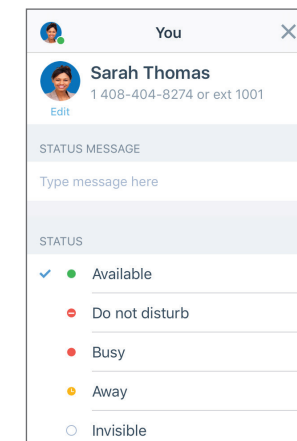 You
Sarah Thomas
1 408-404-8274 or ext 1001
Edit
STATUS MESSAGE
Type message here
STATUS
Available
Do not disturb
Busy
Away
Invisible